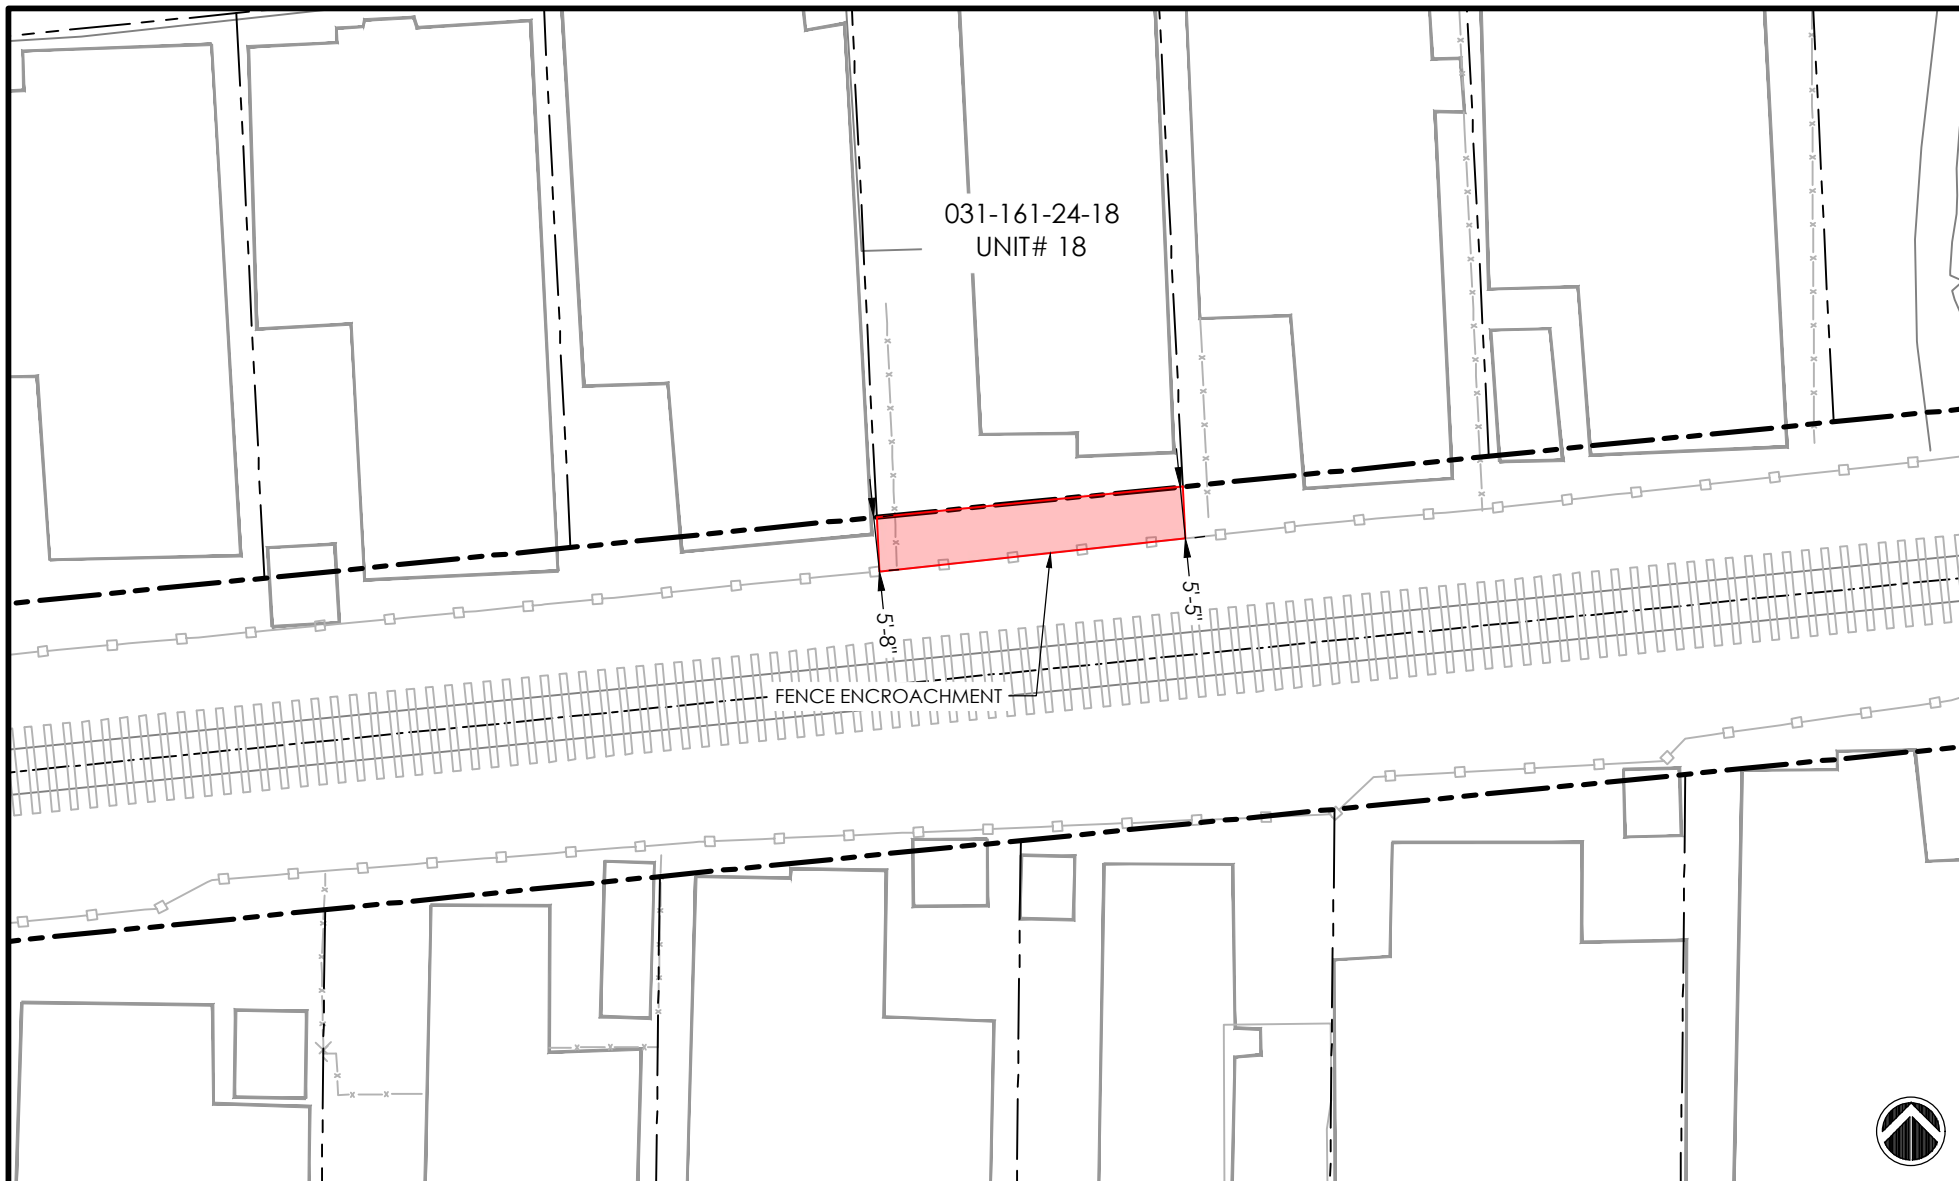 031-161-24-18
UNIT# 18
5'-8"
5'-5"
FENCE ENCROACHMENT